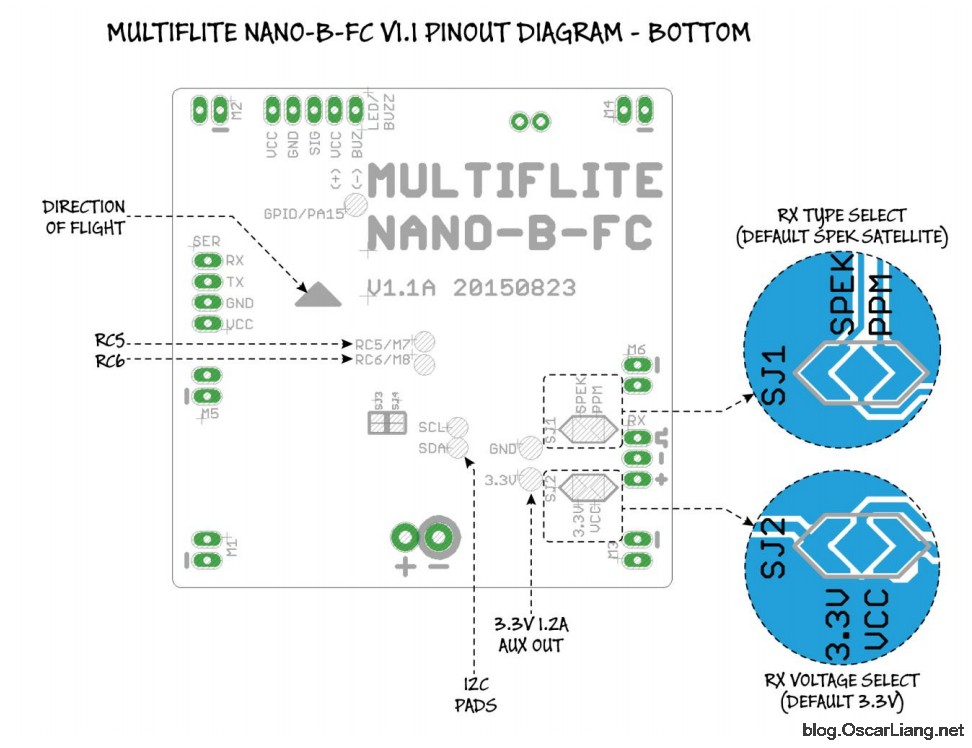 MULTIFLITE NANO-B-FC V1.1 PINOUT DIAGRAM - BOTTOM
M2
VCC
GND
SIG
VCC
BUZ
LED/
BUZZ
(+)
(-)
M4
MULTIFLITE
NANO-B-FC
GPIO/PA15
V1.1A 20150823
DIRECTION
OF FLIGHT
SER
RX
TX
GND
VCC
RC5
RC6
RC5/M7
RC6/M8
M5
SJ3
SJ4
SCL
SDA
GND
3.3V
M6
SPEK
PPM
SJ1
RX
+
-
SJ2
3.3V
VCC
M3
M1
+
-
3.3V 1.2A
AUX OUT
I2C
PADS
RX TYPE SELECT
(DEFAULT SPEK SATELLITE)
SPEK
PPM
SJ1
SJ2
3.3V
VCC
RX VOLTAGE SELECT
(DEFAULT 3.3V)
blog.OscarLiang.net